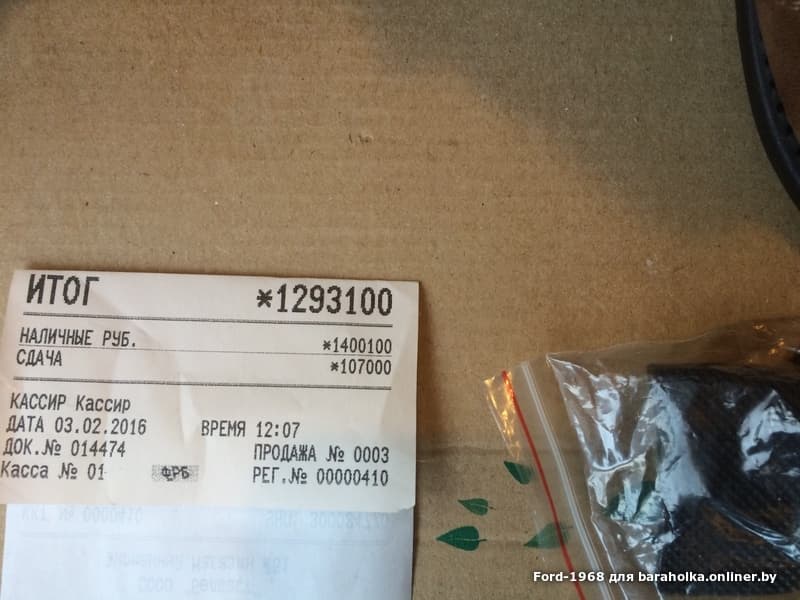 ИТОГ *1293100
НАЛИЧНЫЕ РУБ. *1400100
СДАЧА *107000
КАССИР Кассир
ДАТА 03.02.2016 ВРЕМЯ 12:07
ДОК.№ 014474 ПРОДАЖА № 0003
Касса № 01 ФРБ РЕГ.№ 00000410
Ford-1968 для baraholka.onliner.by